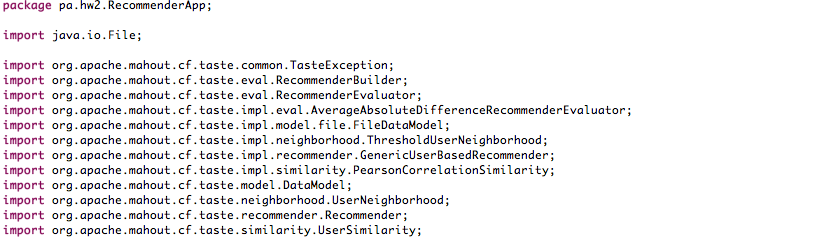 package pa.hw2.RecommenderApp;
import java.io.File;
import org.apache.mahout.cf.taste.common.TasteException;
import org.apache.mahout.cf.taste.eval.RecommenderBuilder;
import org.apache.mahout.cf.taste.eval.RecommenderEvaluator;
import org.apache.mahout.cf.taste.impl.eval.AverageAbsoluteDifferenceRecommenderEvaluator;
import org.apache.mahout.cf.taste.impl.model.file.FileDataModel;
import org.apache.mahout.cf.taste.impl.neighborhood.ThresholdUserNeighborhood;
import org.apache.mahout.cf.taste.impl.recommender.GenericUserBasedRecommender;
import org.apache.mahout.cf.taste.impl.similarity.PearsonCorrelationSimilarity;
import org.apache.mahout.cf.taste.model.DataModel;
import org.apache.mahout.cf.taste.neighborhood.UserNeighborhood;
import org.apache.mahout.cf.taste.recommender.Recommender;
import org.apache.mahout.cf.taste.similarity.UserSimilarity;